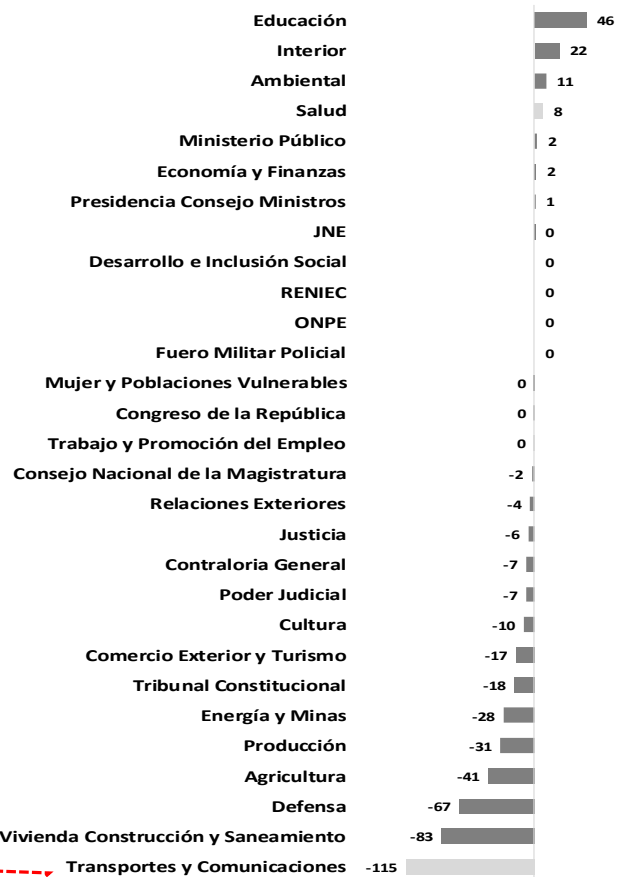 Educación 46
Interior 22
Ambiental 11
Salud 8
Ministerio Público 2
Economía y Finanzas 2
Presidencia Consejo Ministros 1
JNE 0
Desarrollo e Inclusión Social 0
RENIEC 0
ONPE 0
Fuero Militar Policial 0
Mujer y Poblaciones Vulnerables 0
Congreso de la República 0
Trabajo y Promoción del Empleo 0
Consejo Nacional de la Magistratura -2
Relaciones Exteriores -4
Justicia -6
Contraloria General -7
Poder Judicial -7
Cultura -10
Comercio Exterior y Turismo -17
Tribunal Constitucional -18
Energía y Minas -28
Producción -31
Agricultura -41
Defensa -67
Vivienda Construcción y Saneamiento -83
Transportes y Comunicaciones -115